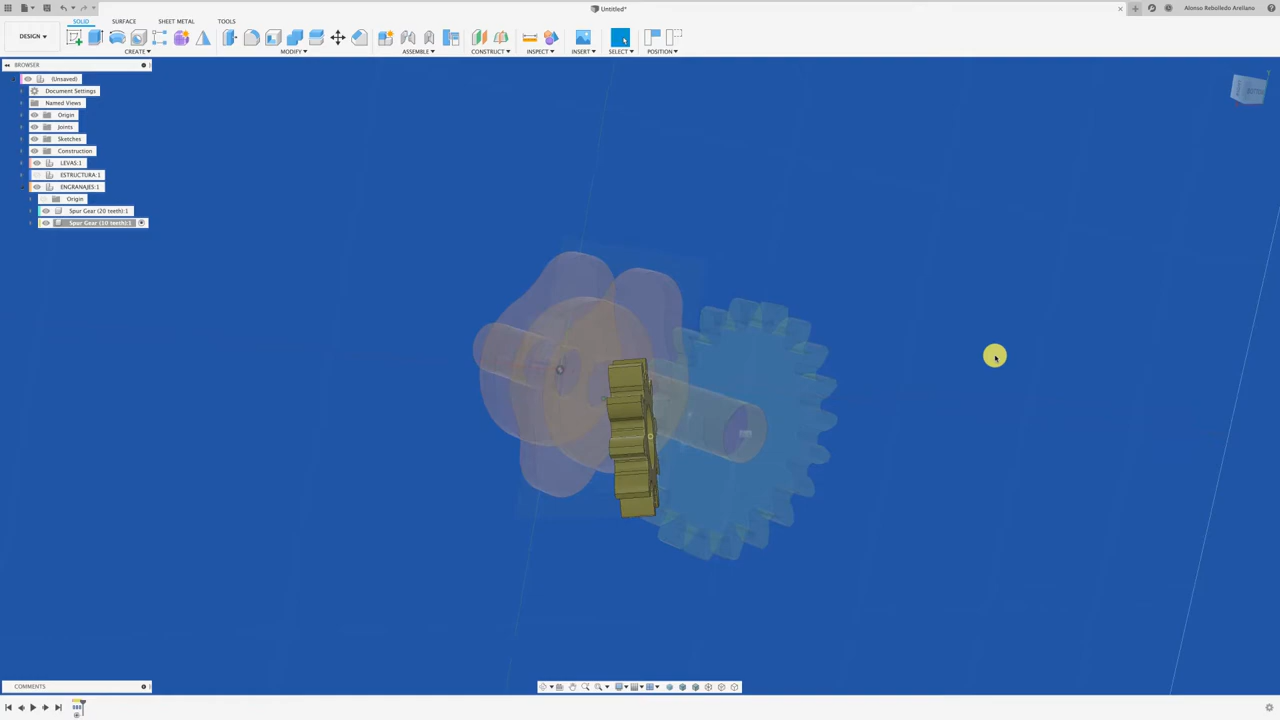 Untitled*
Alonso Rebolledo Arellano
DESIGN
SOLID
SURFACE
SHEET METAL
TOOLS
CREATE
MODIFY
ASSEMBLE
CONSTRUCT
INSPECT
INSERT
SELECT
POSITION
BROWSER
(Unsaved)
Document Settings
Named Views
Origin
Joints
Sketches
Construction
LEVAS:1
ESTRUCTURA:1
ENGRANAJES:1
Origin
Spur Gear (20 teeth):1
Spur Gear (10 teeth):1
COMMENTS